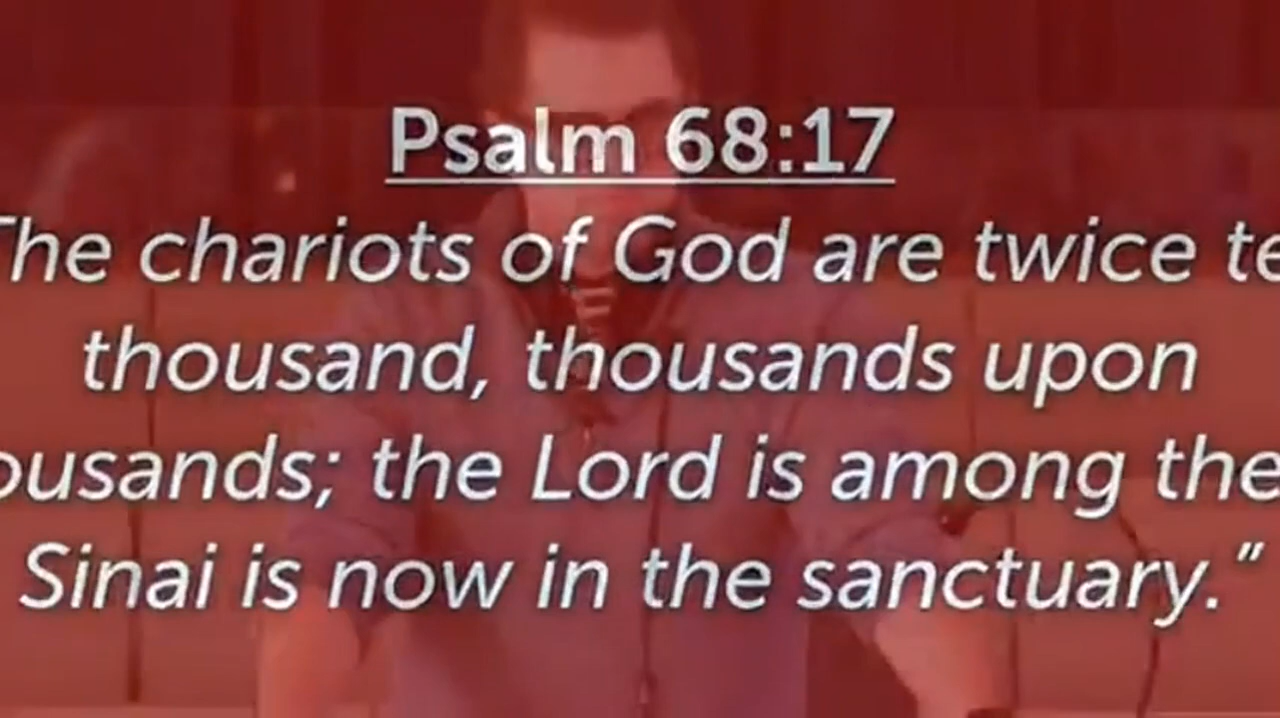 Psalm 68:17
The chariots of God are twice te
thousand, thousands upon
ousands; the Lord is among the
Sinai is now in the sanctuary.”